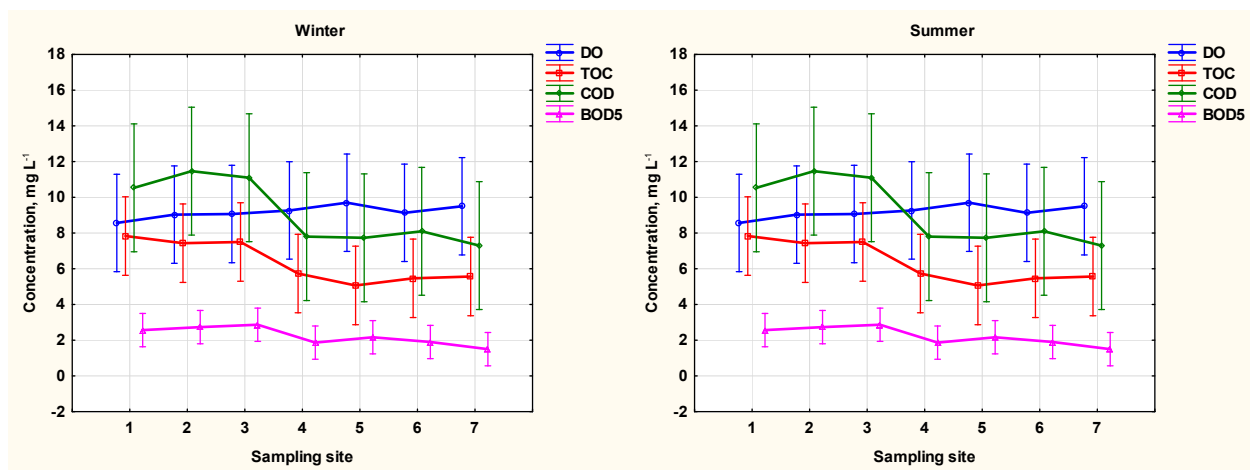 Winter
DO
TOC
COD
BOD5
18
16
14
12
10
8
6
4
2
0
-2
Concentration, mg L⁻¹
1 2 3 4 5 6 7
Sampling site
Summer
DO
TOC
COD
BOD5
18
16
14
12
10
8
6
4
2
0
-2
Concentration, mg L⁻¹
1 2 3 4 5 6 7
Sampling site